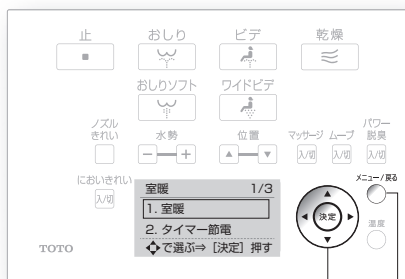 止 おしり ビデ 乾燥
おしりソフト ワイドビデ
ノズル
きれい
水勢 位置 マッサージ ムーブ
パワー
脱臭
− + ▲ ▼ 入/切 入/切 入/切
においきれい
入/切
メニュー/戻る
室暖 1/3
1. 室暖
2. タイマー節電
で選ぶ⇒ [決定] 押す
決定
温度
TOTO